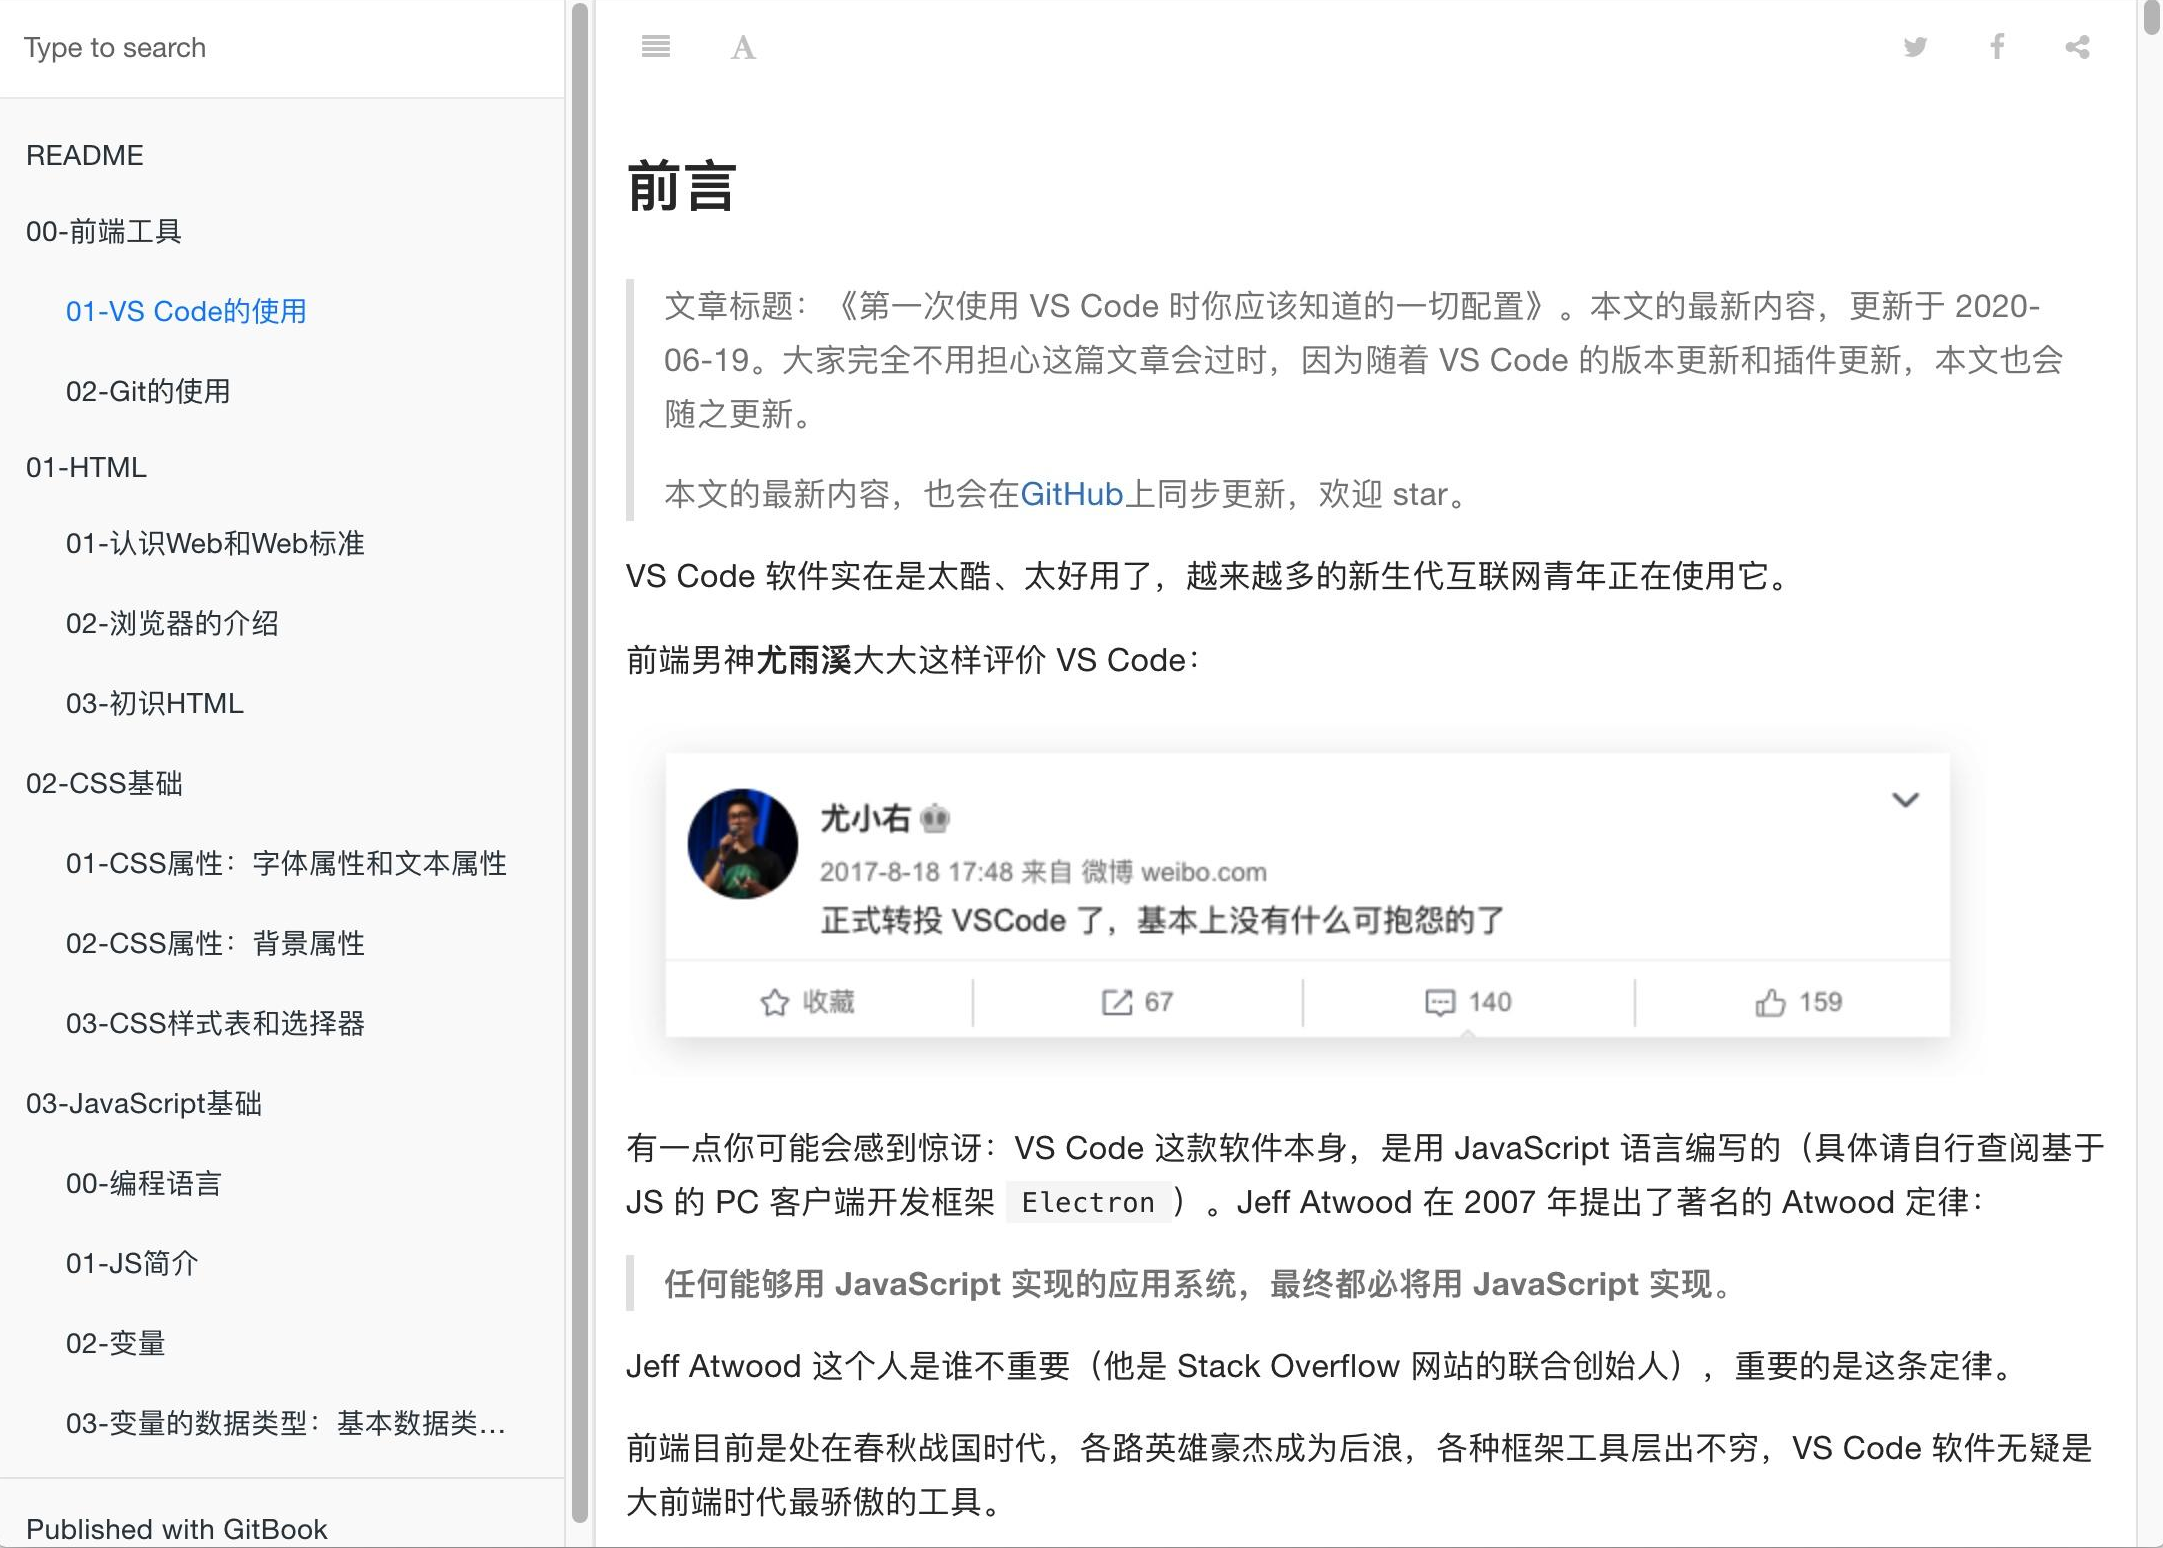 Type to search
README
00-前端工具
01-VS Code的使用
02-Git的使用
01-HTML
01-认识Web和Web标准
02-浏览器的介绍
03-初识HTML
02-CSS基础
01-CSS属性：字体属性和文本属性
02-CSS属性：背景属性
03-CSS样式表和选择器
03-JavaScript基础
00-编程语言
01-JS简介
02-变量
03-变量的数据类型：基本数据类...
Published with GitBook
A
前言
文章标题：《第一次使用 VS Code 时你应该知道的一切配置》。本文的最新内容，更新于 2020-
06-19。大家完全不用担心这篇文章会过时，因为随着 VS Code 的版本更新和插件更新，本文也会
随之更新。
本文的最新内容，也会在GitHub上同步更新，欢迎 star。
VS Code 软件实在是太酷、太好用了，越来越多的新生代互联网青年正在使用它。
前端男神尤雨溪大大这样评价 VS Code：
尤小右
2017-8-18 17:48 来自 微博 weibo.com
正式转投 VSCode 了，基本上没有什么可抱怨的了
收藏 67 140 159
有一点你可能会感到惊讶：VS Code 这款软件本身，是用 JavaScript 语言编写的（具体请自行查阅基于
JS 的 PC 客户端开发框架 Electron ）。Jeff Atwood 在 2007 年提出了著名的 Atwood 定律：
任何能够用 JavaScript 实现的应用系统，最终都必将用 JavaScript 实现。
Jeff Atwood 这个人是谁不重要（他是 Stack Overflow 网站的联合创始人），重要的是这条定律。
前端目前是处在春秋战国时代，各路英雄豪杰成为后浪，各种框架工具层出不穷，VS Code 软件无疑是
大前端时代最骄傲的工具。